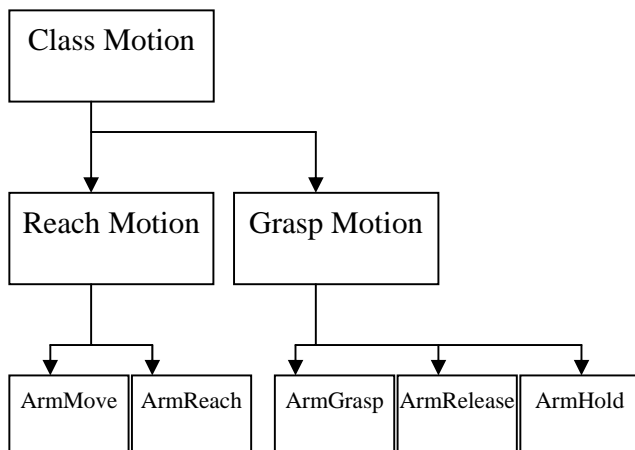 Class Motion
Reach Motion
Grasp Motion
ArmMove
ArmReach
ArmGrasp
ArmRelease
ArmHold